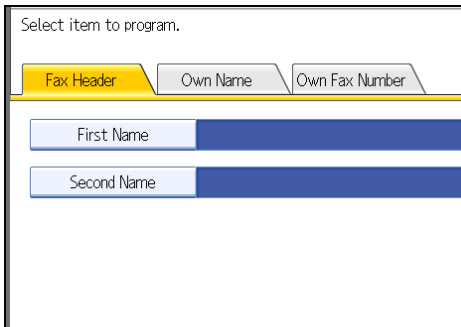 Select item to program.
Fax Header Own Name Own Fax Number
First Name
Second Name